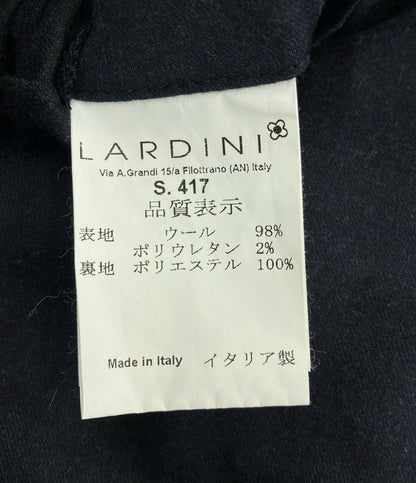 LARDINI
Via A.Grandi 15/a Filottrano (AN) Italy
S. 417
品質表示
表地 ウール 98%
ポリウレタン 2%
裏地 ポリエステル 100%
Made in Italy イタリア製